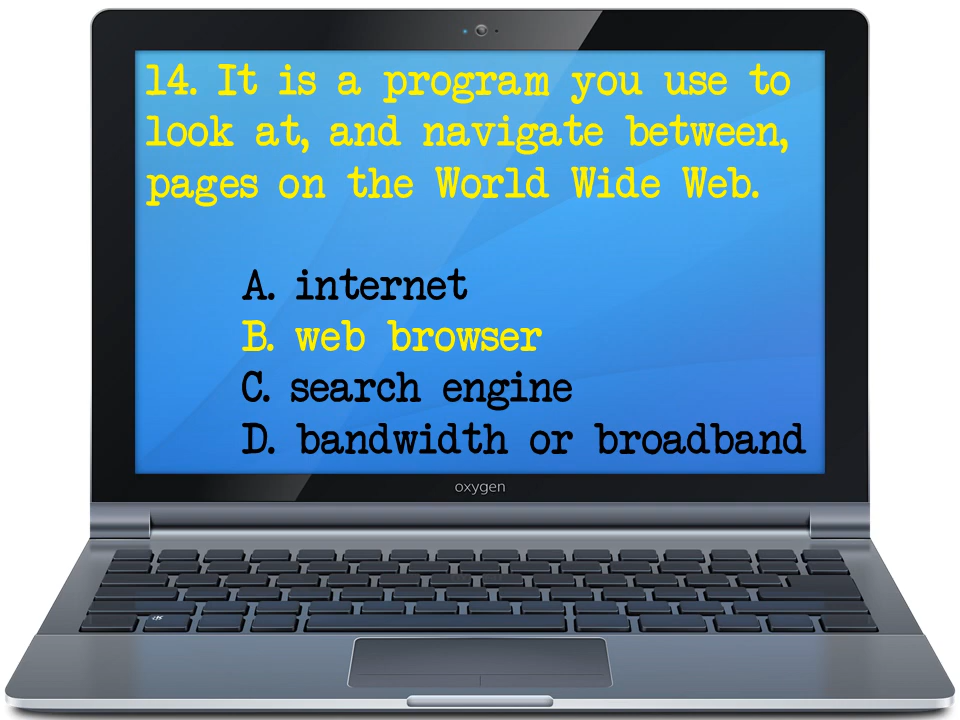 14. It is a program you use to
look at, and navigate between,
pages on the World Wide Web.
A. internet
B. web browser
C. search engine
D. bandwidth or broadband
oxygen